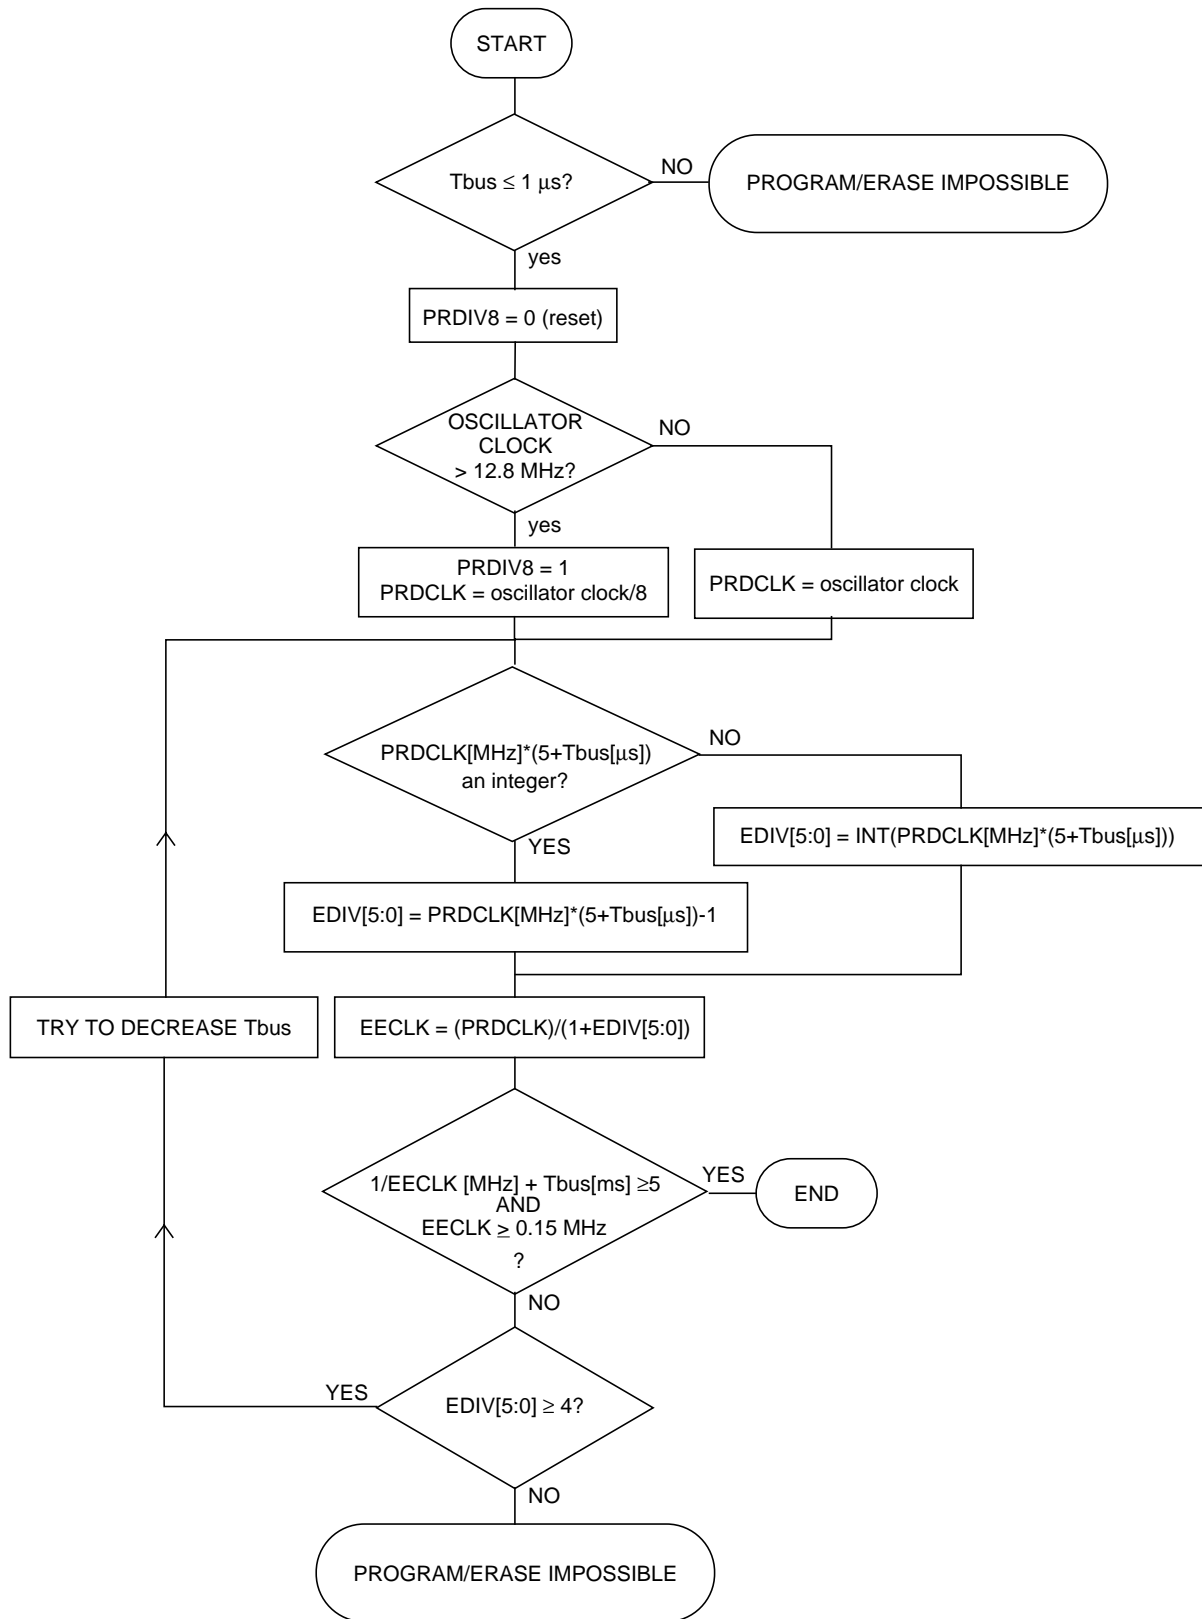 START
Tbus ≤ 1 μs?
NO
PROGRAM/ERASE IMPOSSIBLE
yes
PRDIV8 = 0 (reset)
OSCILLATOR
CLOCK
> 12.8 MHz?
NO
yes
PRDIV8 = 1
PRDCLK = oscillator clock/8
PRDCLK = oscillator clock
PRDCLK[MHz]*(5+Tbus[μs])
an integer?
NO
YES
EDIV[5:0] = INT(PRDCLK[MHz]*(5+Tbus[μs]))
EDIV[5:0] = PRDCLK[MHz]*(5+Tbus[μs])-1
TRY TO DECREASE Tbus
EECLK = (PRDCLK)/(1+EDIV[5:0])
1/EECLK [MHz] + Tbus[ms] ≥5
AND
EECLK ≥ 0.15 MHz
?
YES
END
NO
EDIV[5:0] ≥ 4?
YES
NO
PROGRAM/ERASE IMPOSSIBLE